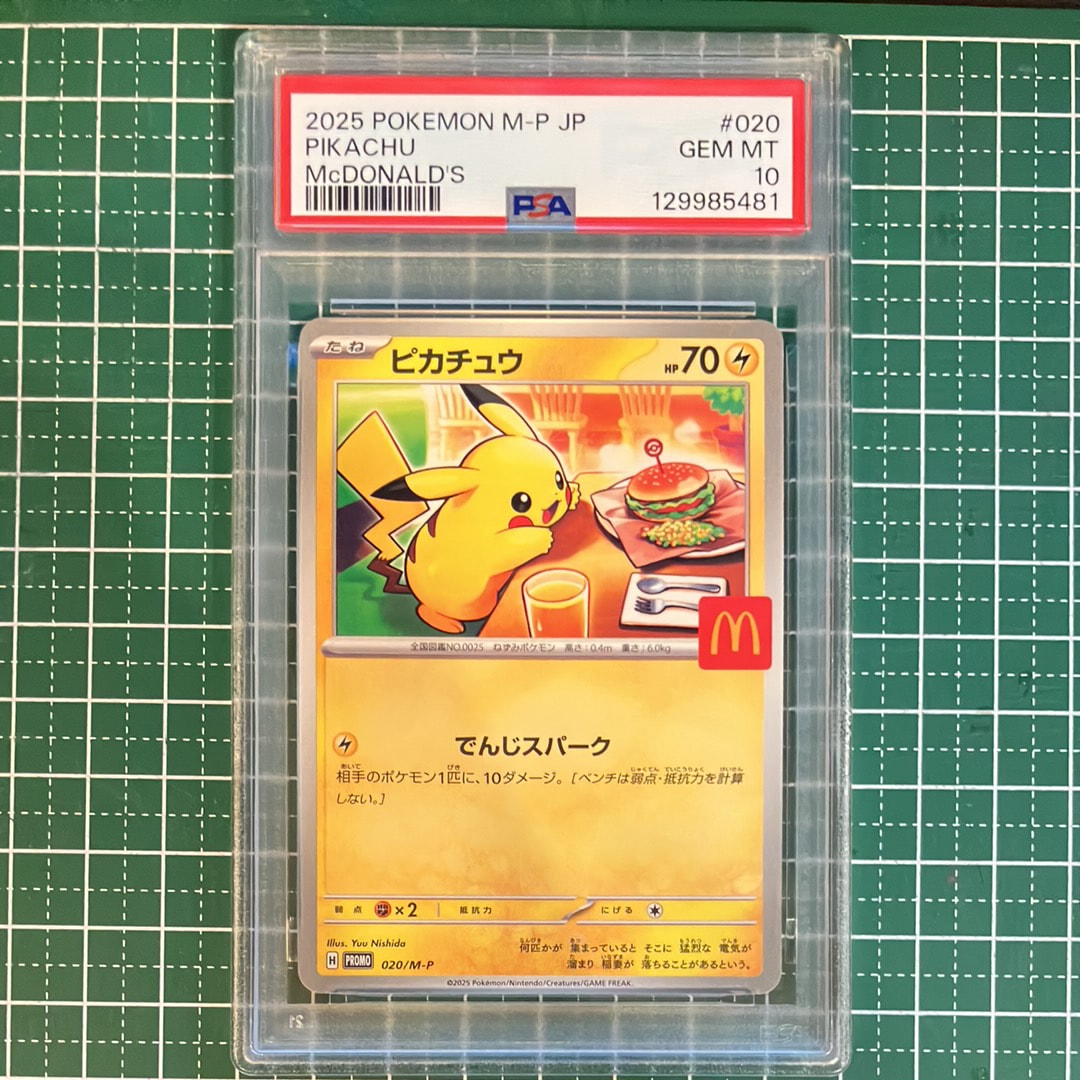 2025 POKEMON M-P JP #020
PIKACHU GEM MT
McDONALD'S 10
PSA 129985481
たね ピカチュウ HP 70
全国図鑑NO.0025 ねずみポケモン 高さ:0.4m 重さ:6.0kg
でんじスパーク
相手のポケモン1匹に、10ダメージ。[ベンチは弱点・抵抗力を計算
しない。]
弱点 ×2 抵抗力 にげる
Illus. Yuu Nishida
何匹かが 集まっていると そこに 猛烈な 電気が
溜まり 稲妻が 落ちることがあるという。
H PROMO 020/M-P
©2025 Pokémon/Nintendo/Creatures/GAME FREAK.